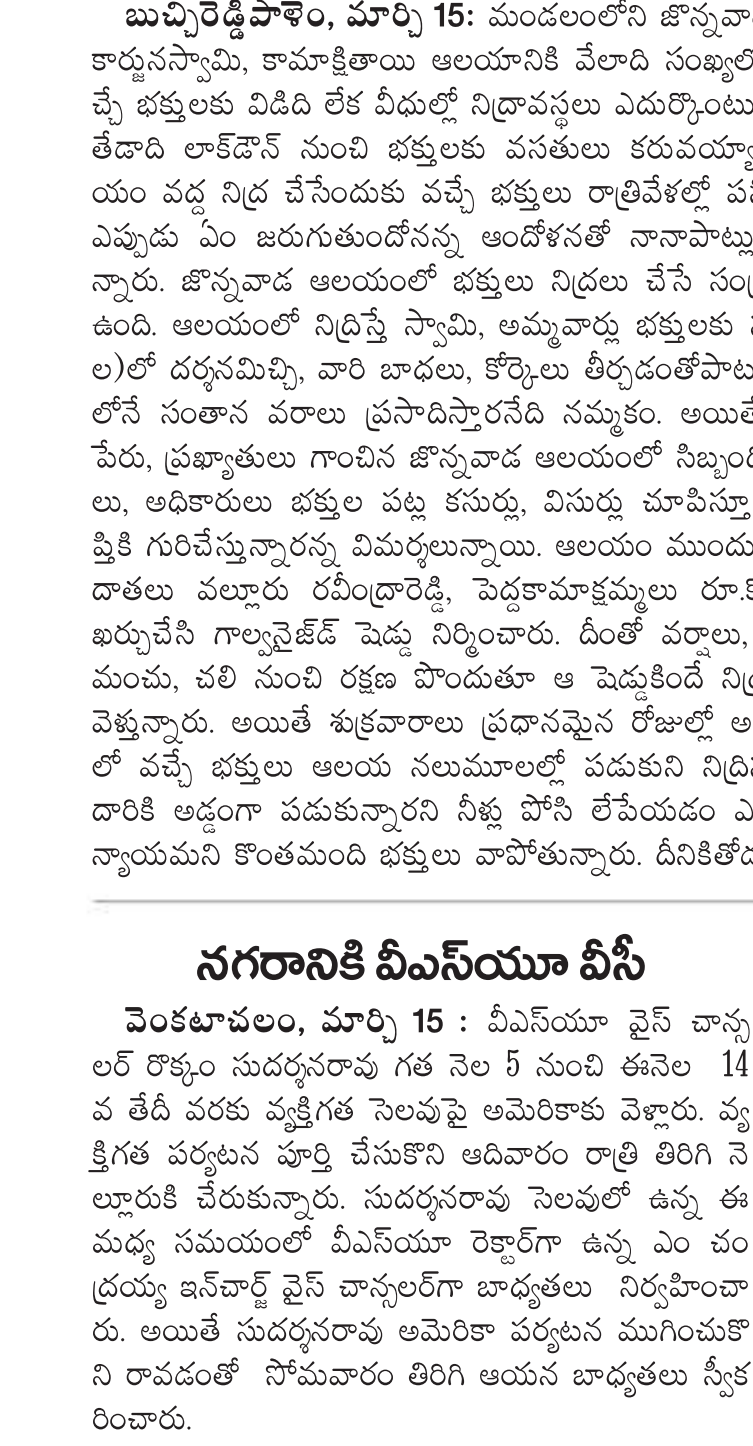 బుచ్చిరెడ్డిపాళెం, మార్చి 15: మండలంలోని జొన్నవా
కార్జునస్వామి, కామాక్షితాయి ఆలయానికి వేలాది సంఖ్యలో
చ్చే భక్తులకు విడిది లేక వీధుల్లో నిద్రావస్థలు ఎదుర్కొంటు
తేడాది లాక్‌డౌన్ నుంచి భక్తులకు వసతులు కరువయ్యా
యం వద్ద నిద్ర చేసేందుకు వచ్చే భక్తులు రాత్రివేళల్లో
ఎప్పుడు ఏం జరుగుతుందోనన్న ఆందోళనతో నానాపాట్లు
న్నారు. జొన్నవాడ ఆలయంలో భక్తులు నిద్రలు చేసే
ఉంది. ఆలయంలో నిద్రిస్తే స్వామి, అమ్మవార్లు భక్తులకు
ల)లో దర్శనమిచ్చి, వారి బాధలు, కోర్కెలు తీర్చడంతోపాటు
లోనే సంతాన వరాలు ప్రసాదిస్తారనేది నమ్మకం. అయితే
పేరు, ప్రఖ్యాతులు గాంచిన జొన్నవాడ ఆలయంలో సిబ్బంది
లు, అధికారులు భక్తుల పట్ల కసుర్లు, విసుర్లు చూపిస్తూ
ప్తికి గురిచేస్తున్నారన్న విమర్శలున్నాయి. ఆలయం ముందు
దాతలు వల్లూరు రవీంద్రారెడ్డి, పెద్దకామాక్షమ్మలు
ఖర్చుచేసి గాల్వనైజ్‌డ్ షెడ్డు నిర్మించారు. దీంతో వర్షాలు,
మంచు, చలి నుంచి రక్షణ పొందుతూ ఆ షెడ్డుకిందే
వెళ్తున్నారు. అయితే శుక్రవారాలు ప్రధానమైన రోజుల్లో
లో వచ్చే భక్తులు ఆలయ నలుమూలల్లో పడుకుని
దారికి అడ్డంగా పడుకున్నారని నీళ్లు పోసి లేపేయడం
న్యాయమని కొంతమంది భక్తులు వాపోతున్నారు.
నగరానికి వీఎస్‌యూ వీసీ
వెంకటాచలం, మార్చి 15 : వీఎస్‌యూ వైస్ చాన్స
లర్ రొక్కం సుదర్శనరావు గత నెల 5 నుంచి ఈనెల 14
వ తేదీ వరకు వ్యక్తిగత సెలవుపై అమెరికాకు వెళ్లారు. వ్య
క్తిగత పర్యటన పూర్తి చేసుకొని ఆదివారం రాత్రి తిరిగి నె
ల్లూరుకి చేరుకున్నారు. సుదర్శనరావు సెలవులో ఉన్న ఈ
మధ్య సమయంలో వీఎస్‌యూ రెక్టార్‌గా ఉన్న ఎం చం
ద్రయ్య ఇన్‌చార్జ్ వైస్ చాన్సలర్‌గా బాధ్యతలు నిర్వహించా
రు. అయితే సుదర్శనరావు అమెరికా పర్యటన ముగించుకొ
ని రావడంతో సోమవారం తిరిగి ఆయన బాధ్యతలు స్వీక
రించారు.